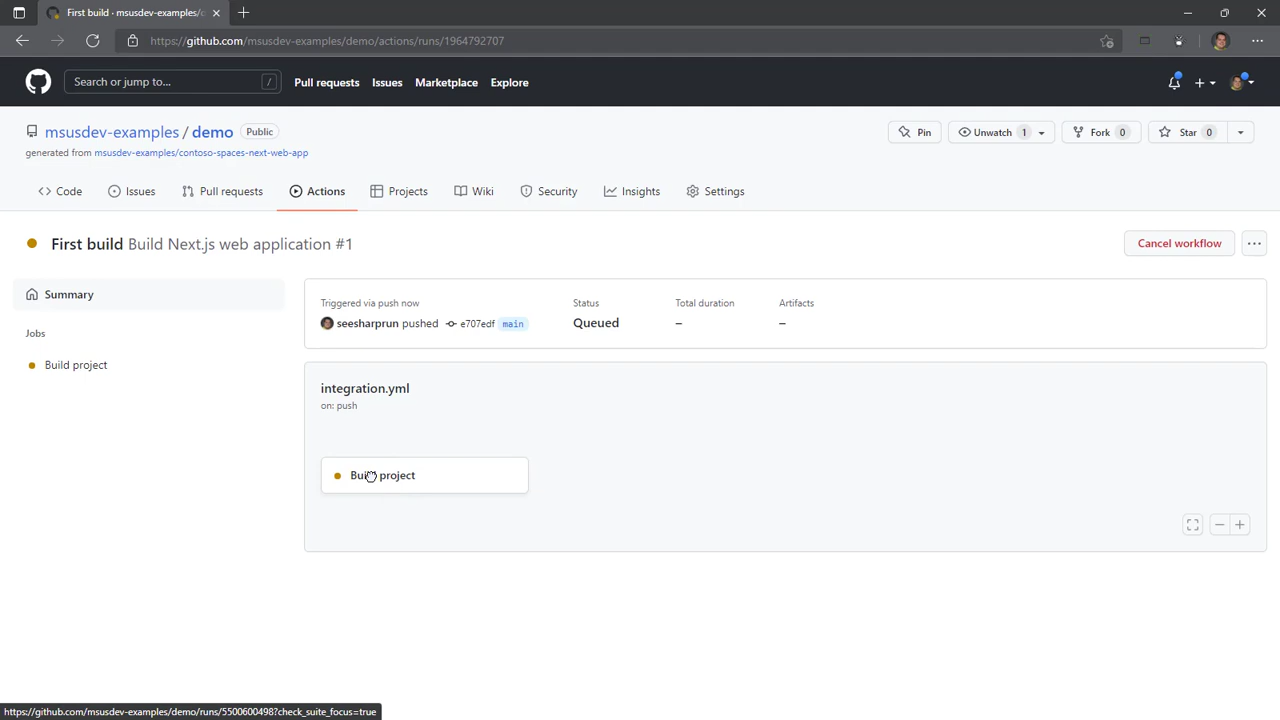 First build · msusdev-examples/
https://github.com/msusdev-examples/demo/actions/runs/1964792707
Search or jump to... /
Pull requests Issues Marketplace Explore
msusdev-examples / demo Public
Pin Unwatch 1 Fork 0 Star 0
generated from msusdev-examples/contoso-spaces-next-web-app
Code Issues Pull requests Actions Projects Wiki Security Insights Settings
First build Build Next.js web application #1
Cancel workflow
Summary
Jobs
Build project
Triggered via push now
seesharprun pushed e707edf main
Status
Queued
Total duration
–
Artifacts
–
integration.yml
on: push
Build project
https://github.com/msusdev-examples/demo/runs/5500600498?check_suite_focus=true